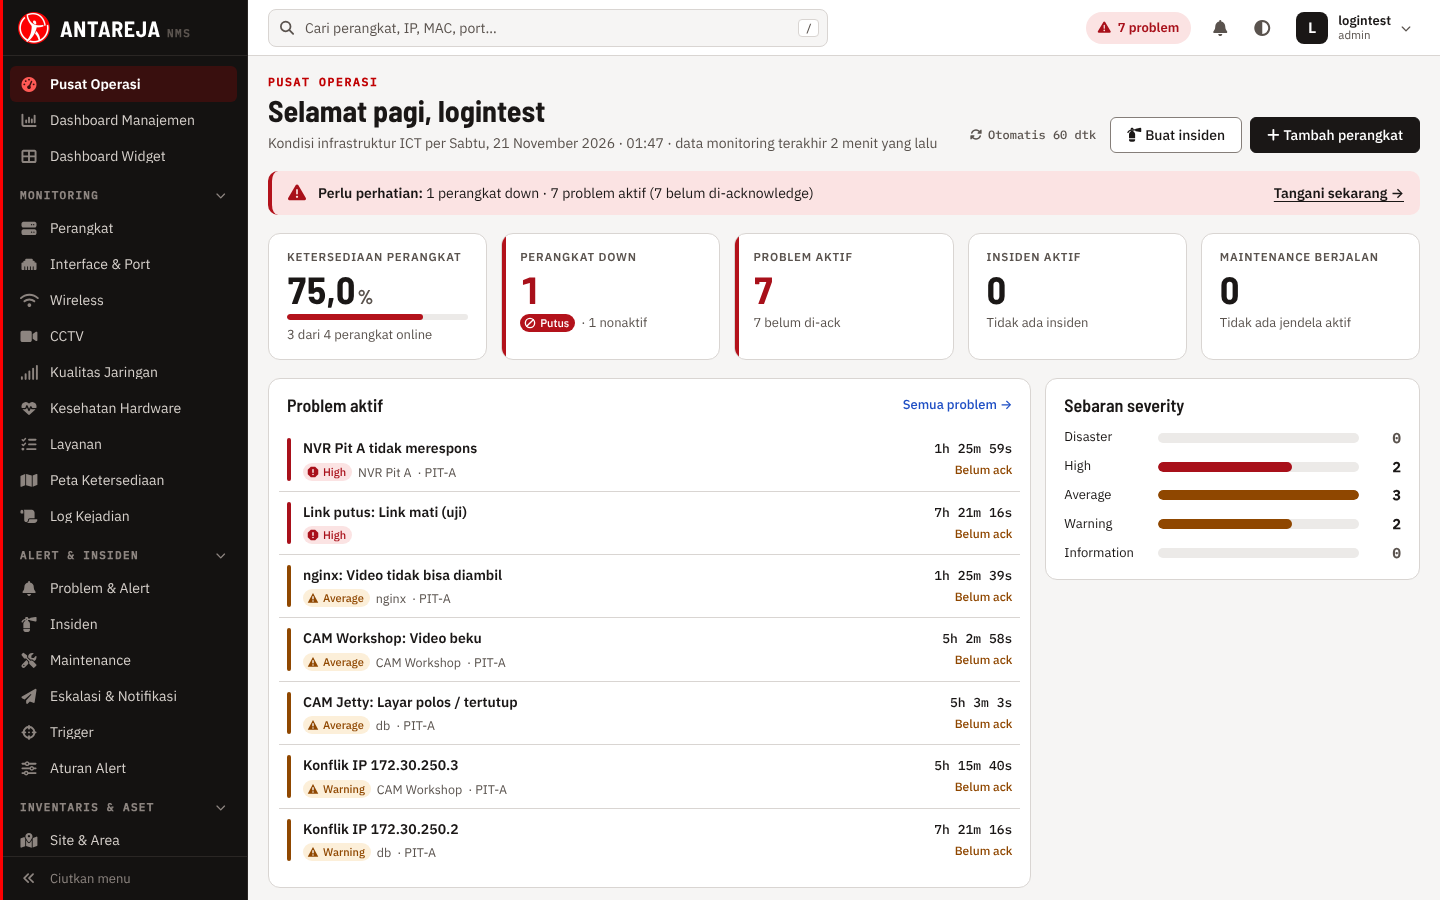 ANTAREJA NMS
Pusat Operasi
Dashboard Manajemen
Dashboard Widget
MONITORING
Perangkat
Interface & Port
Wireless
CCTV
Kualitas Jaringan
Kesehatan Hardware
Layanan
Peta Ketersediaan
Log Kejadian
ALERT & INSIDEN
Problem & Alert
Insiden
Maintenance
Eskalasi & Notifikasi
Trigger
Aturan Alert
INVENTARIS & ASET
Site & Area
Ciutkan menu
Cari perangkat, IP, MAC, port... /
7 problem
L
logintest
admin
PUSAT OPERASI
Selamat pagi, logintest
Kondisi infrastruktur ICT per Sabtu, 21 November 2026 · 01:47 · data monitoring terakhir 2 menit yang lalu
Otomatis 60 dtk
Buat insiden
Tambah perangkat
Perlu perhatian: 1 perangkat down · 7 problem aktif (7 belum di-acknowledge)
Tangani sekarang →
KETERSEDIAAN PERANGKAT
75,0%
3 dari 4 perangkat online
PERANGKAT DOWN
1
Putus · 1 nonaktif
PROBLEM AKTIF
7
7 belum di-ack
INSIDEN AKTIF
0
Tidak ada insiden
MAINTENANCE BERJALAN
0
Tidak ada jendela aktif
Problem aktif
Semua problem →
NVR Pit A tidak merespons 1h 25m 59s
High NVR Pit A · PIT-A Belum ack
Link putus: Link mati (uji) 7h 21m 16s
High Belum ack
nginx: Video tidak bisa diambil 1h 25m 39s
Average nginx · PIT-A Belum ack
CAM Workshop: Video beku 5h 2m 58s
Average CAM Workshop · PIT-A Belum ack
CAM Jetty: Layar polos / tertutup 5h 3m 3s
Average db · PIT-A Belum ack
Konflik IP 172.30.250.3 5h 15m 40s
Warning CAM Workshop · PIT-A Belum ack
Konflik IP 172.30.250.2 7h 21m 16s
Warning db · PIT-A Belum ack
Sebaran severity
Disaster 0
High 2
Average 3
Warning 2
Information 0